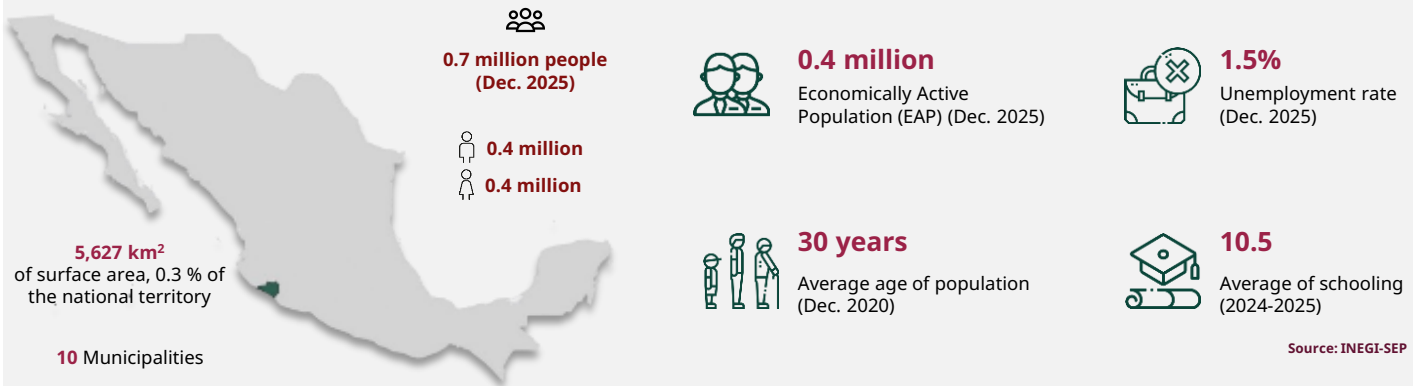 0.7 million people
(Dec. 2025)
0.4 million
0.4 million
5,627 km²
of surface area, 0.3 % of
the national territory
10 Municipalities
0.4 million
Economically Active
Population (EAP) (Dec. 2025)
1.5%
Unemployment rate
(Dec. 2025)
30 years
Average age of population
(Dec. 2020)
10.5
Average of schooling
(2024-2025)
Source: INEGI-SEP